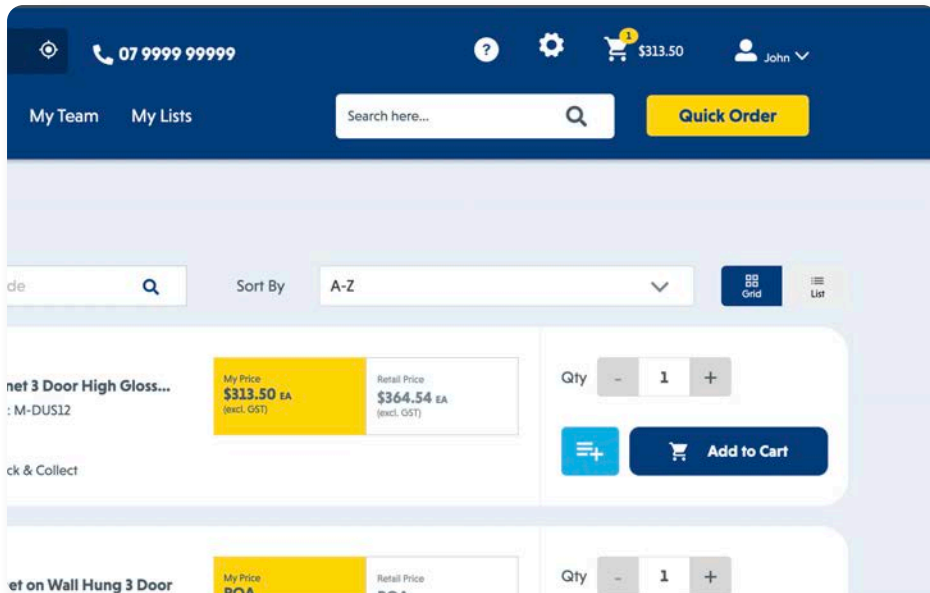 07 9999 99999
?
1
$313.50
John
My Team
My Lists
Search here...
Quick Order
de
Sort By
A-Z
Grid
List
net 3 Door High Gloss...
: M-DUS12
ck & Collect
My Price
$313.50 EA
(excl. GST)
Retail Price
$364.54 EA
(excl. GST)
Qty - 1 +
Add to Cart
et on Wall Hung 3 Door
My Price
POA
Retail Price
POA
Qty - 1 +